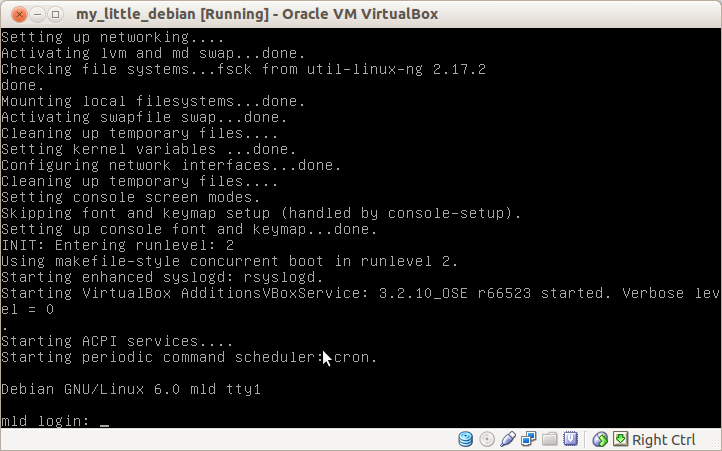 my_little_debian [Running] - Oracle VM VirtualBox
Setting up networking....
Activating lvm and md swap...done.
Checking file systems...fsck from util-linux-ng 2.17.2
done.
Mounting local filesystems...done.
Activating swapfile swap...done.
Cleaning up temporary files....
Setting kernel variables ...done.
Configuring network interfaces...done.
Cleaning up temporary files....
Setting console screen modes.
Skipping font and keymap setup (handled by console-setup).
Setting up console font and keymap...done.
INIT: Entering runlevel: 2
Using makefile-style concurrent boot in runlevel 2.
Starting enhanced syslogd: rsyslogd.
Starting VirtualBox AdditionsVBoxService: 3.2.10_OSE r66523 started. Verbose lev
el = 0
.
Starting ACPI services....
Starting periodic command scheduler: cron.
Debian GNU/Linux 6.0 mld tty1
mld login: _
Right Ctrl